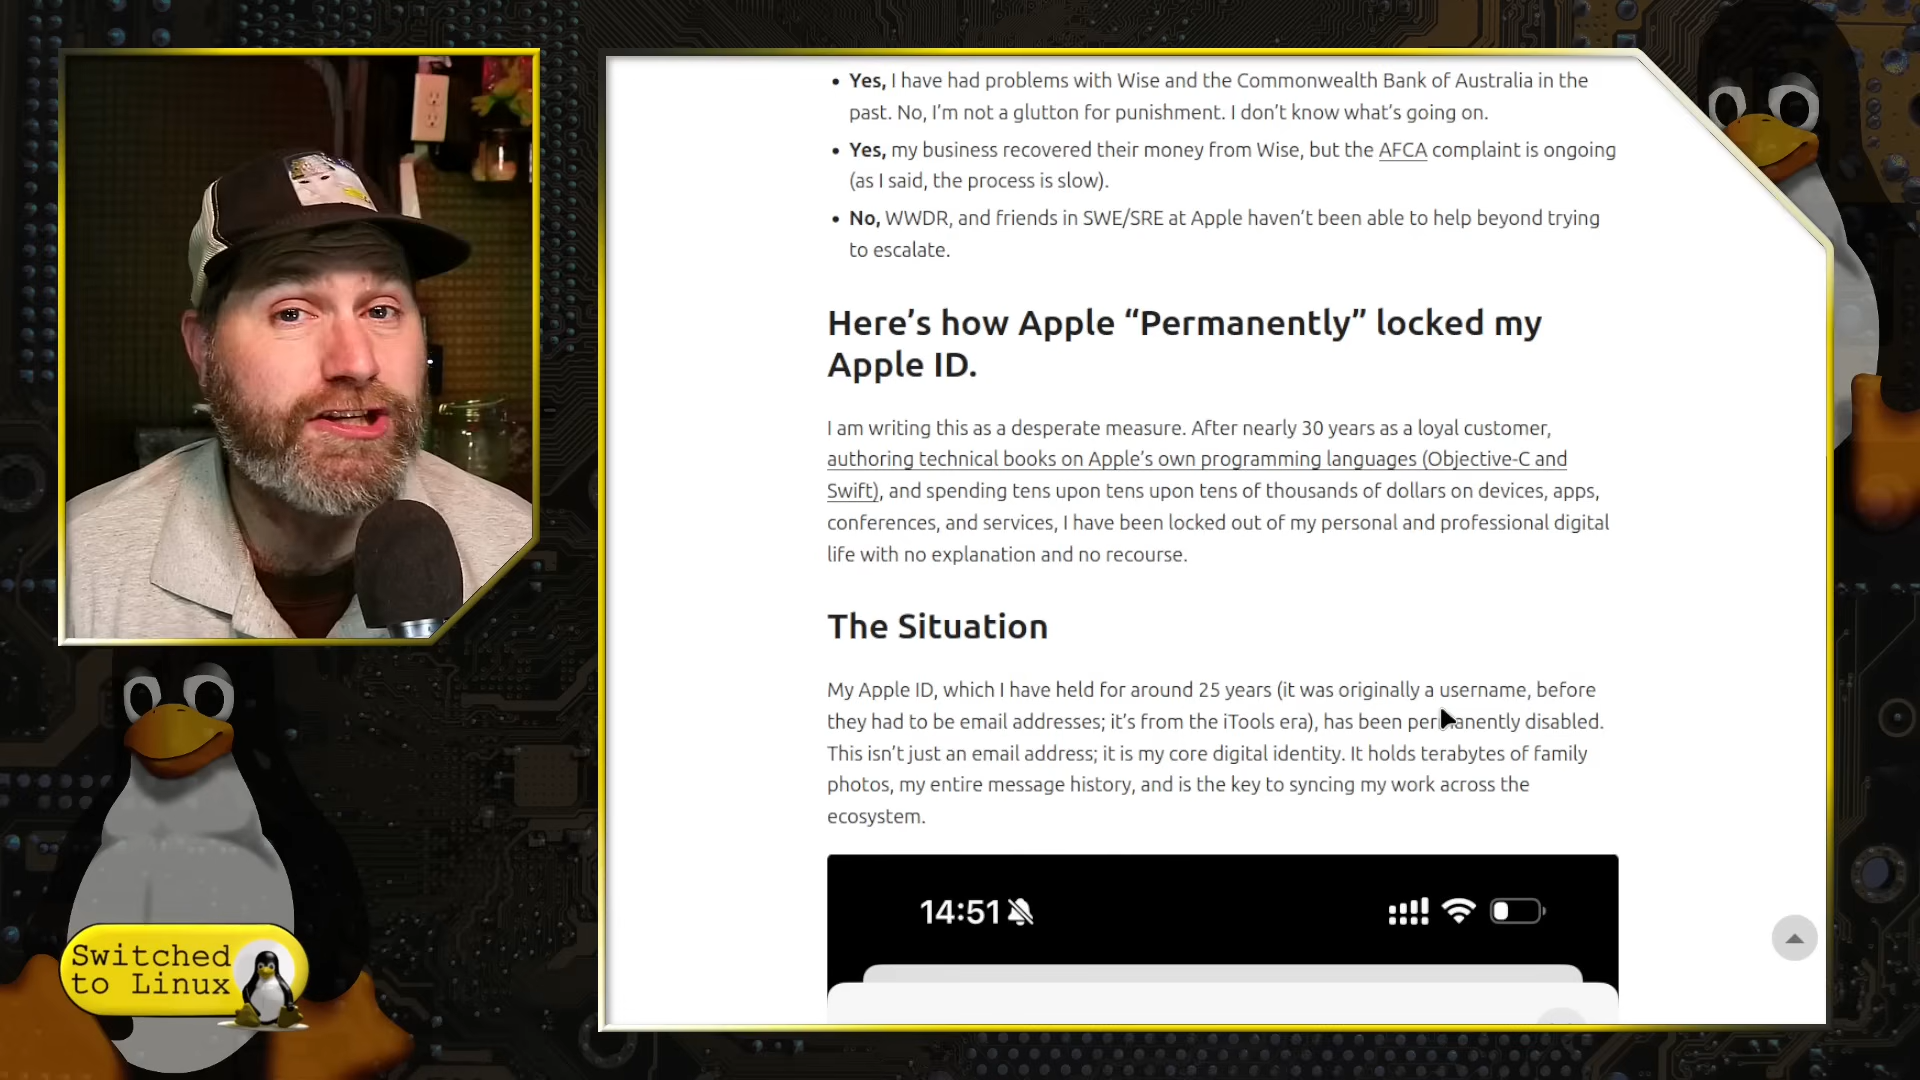 Yes, I have had problems with Wise and the Commonwealth Bank of Australia in the
past. No, I’m not a glutton for punishment. I don’t know what’s going on.
Yes, my business recovered their money from Wise, but the AFCA complaint is ongoing
(as I said, the process is slow).
No, WWDR, and friends in SWE/SRE at Apple haven’t been able to help beyond trying
to escalate.
Here’s how Apple “Permanently” locked my
Apple ID.
I am writing this as a desperate measure. After nearly 30 years as a loyal customer,
authoring technical books on Apple’s own programming languages (Objective-C and
Swift), and spending tens upon tens upon tens of thousands of dollars on devices, apps,
conferences, and services, I have been locked out of my personal and professional digital
life with no explanation and no recourse.
The Situation
My Apple ID, which I have held for around 25 years (it was originally a username, before
they had to be email addresses; it’s from the iTools era), has been permanently disabled.
This isn’t just an email address; it is my core digital identity. It holds terabytes of family
photos, my entire message history, and is the key to syncing my work across the
ecosystem.
14:51
Switched
to Linux